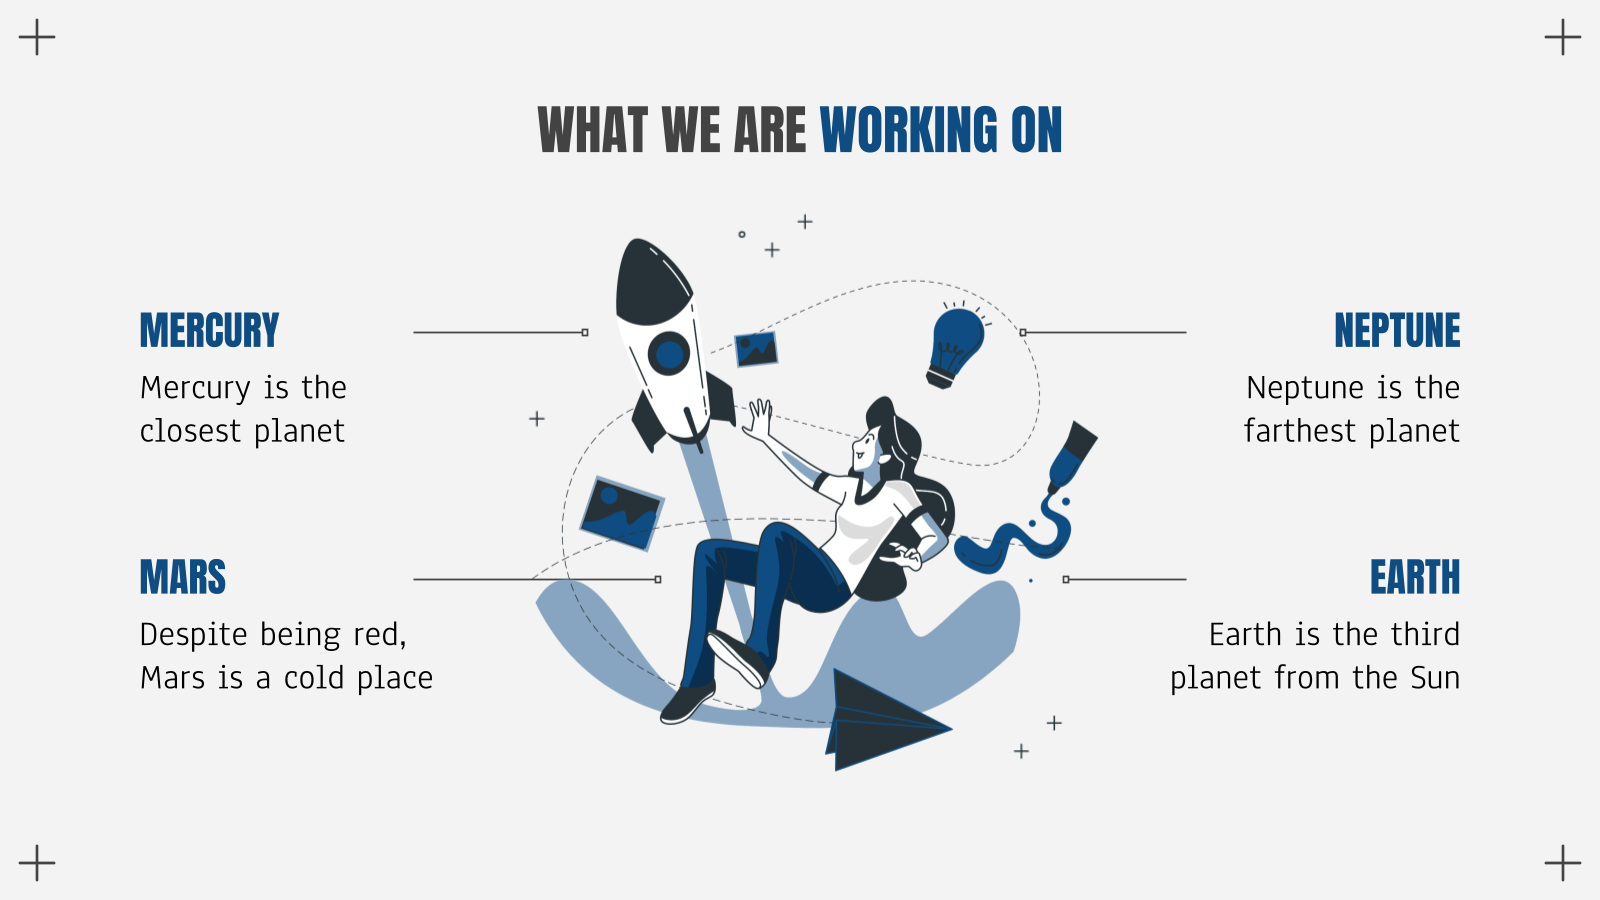 WHAT WE ARE WORKING ON
MERCURY
Mercury is the
closest planet
NEPTUNE
Neptune is the
farthest planet
MARS
Despite being red,
Mars is a cold place
EARTH
Earth is the third
planet from the Sun